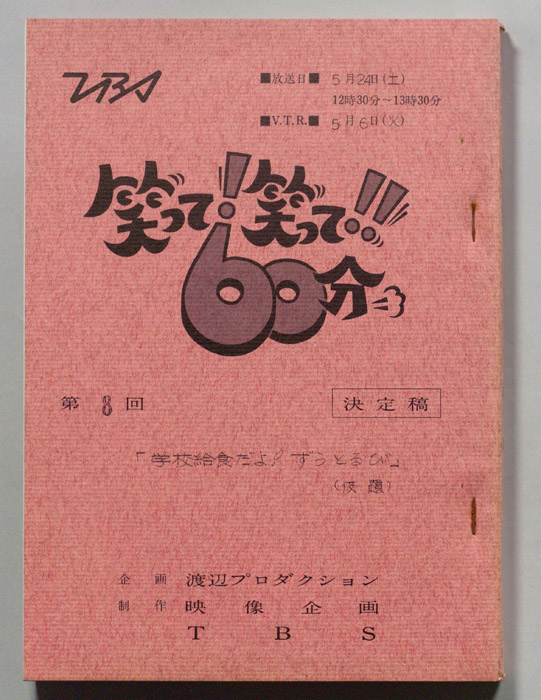 TBS
■放送日■ 5月24日(土)
12時30分～13時30分
■V.T.R.■ 5月6日(火)
笑って!笑って!!
60分
第8回
決定稿
「学校給食だよ!ずうとるび」
(仮題)
企画 渡辺プロダクション
制作 映像企画
TBS